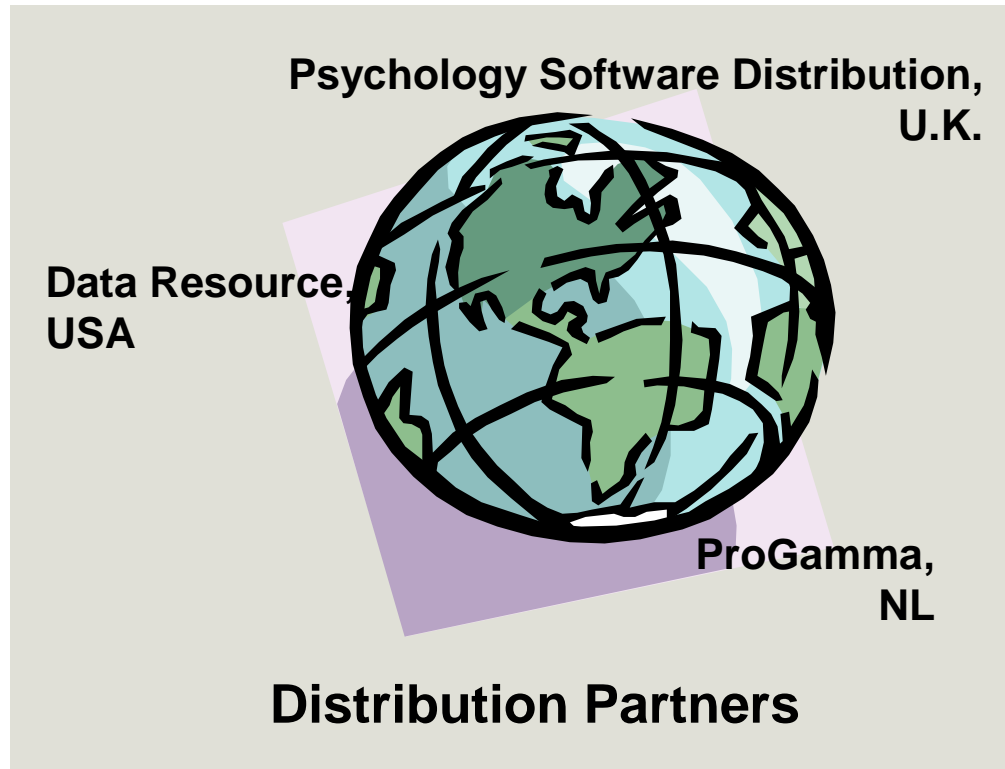 Psychology Software Distribution,
U.K.
Data Resource,
USA
ProGamma,
NL
Distribution Partners